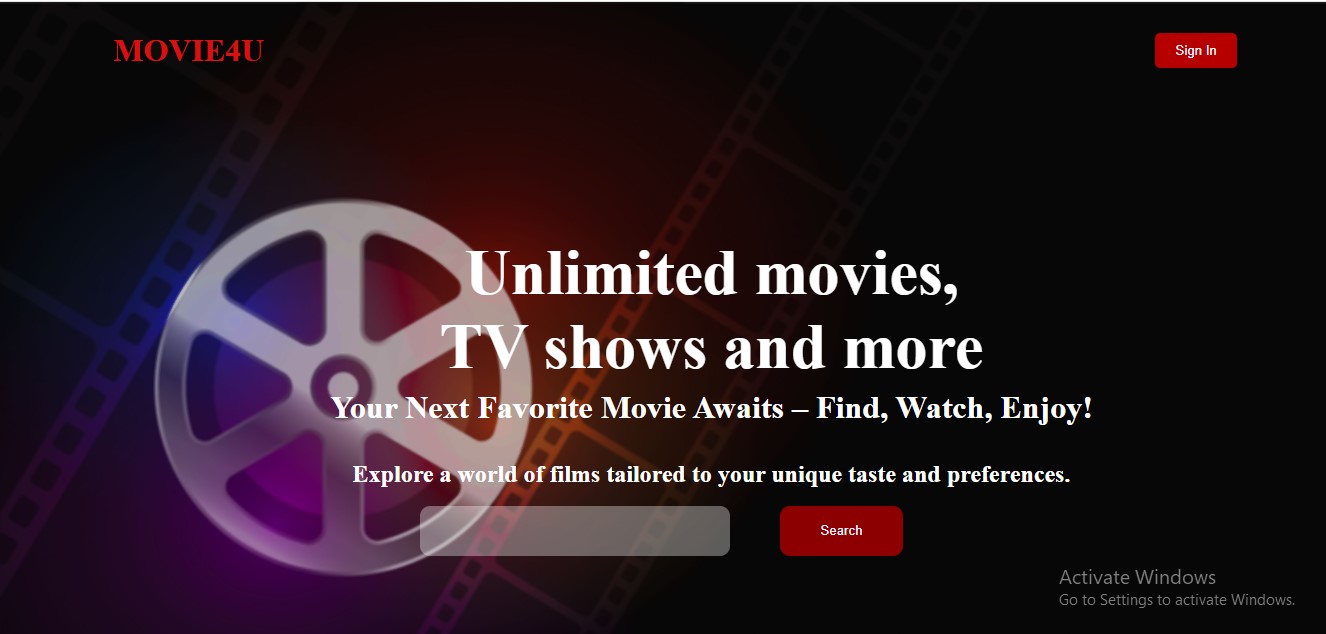 MOVIE4U
Sign In
Unlimited movies,
TV shows and more
Your Next Favorite Movie Awaits – Find, Watch, Enjoy!
Explore a world of films tailored to your unique taste and preferences.
Search
Activate Windows
Go to Settings to activate Windows.